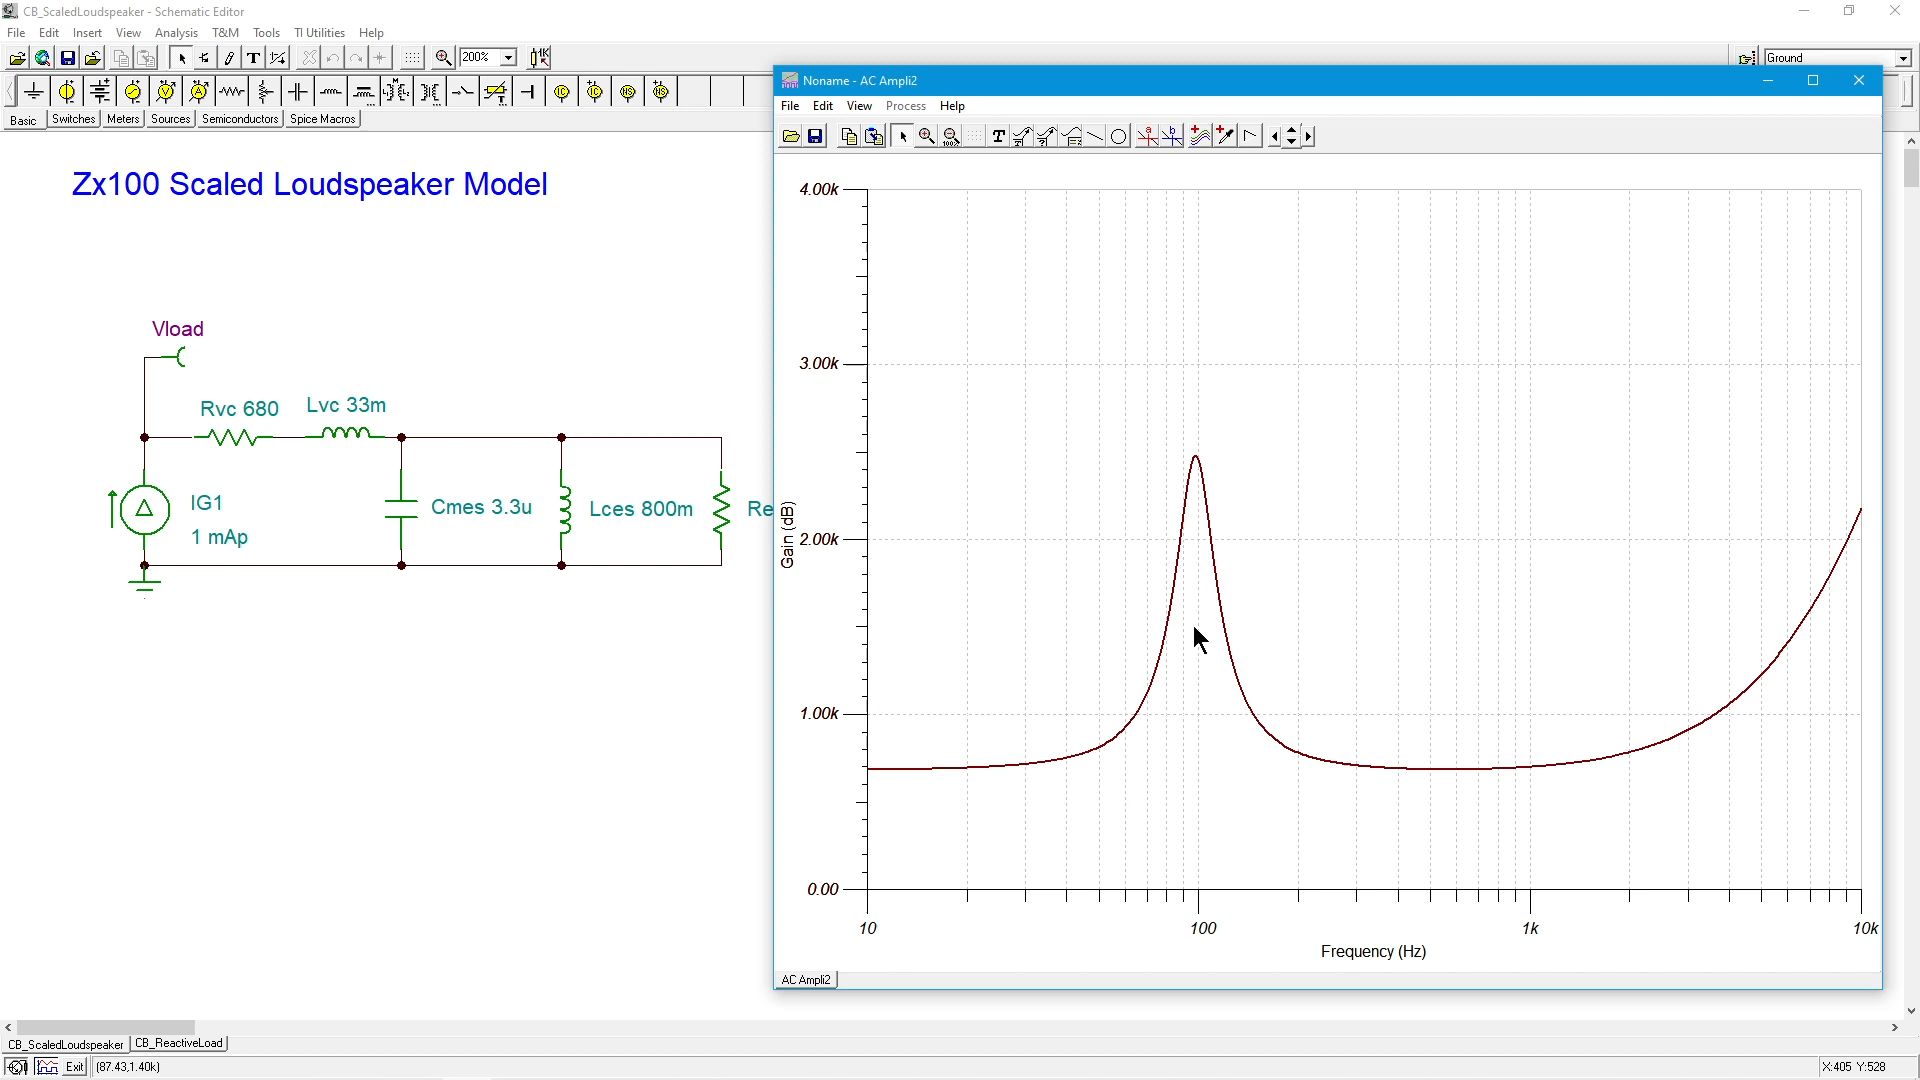 CB_ScaledLoudspeaker - Schematic Editor
File Edit Insert View Analysis T&M Tools TI Utilities Help
200%
1K
Ground
Basic Switches Meters Sources Semiconductors Spice Macros
Noname - AC Ampli2
File Edit View Process Help
Zx100 Scaled Loudspeaker Model
Vload
Rvc 680
Lvc 33m
IG1
1 mAp
Cmes 3.3u
Lces 800m
Re
4.00k
3.00k
2.00k
1.00k
0.00
Gain (dB)
10
100
1k
10k
Frequency (Hz)
AC Ampli2
CB_ScaledLoudspeaker CB_ReactiveLoad
Exit (87.43,1.40k)
X:405 Y:528